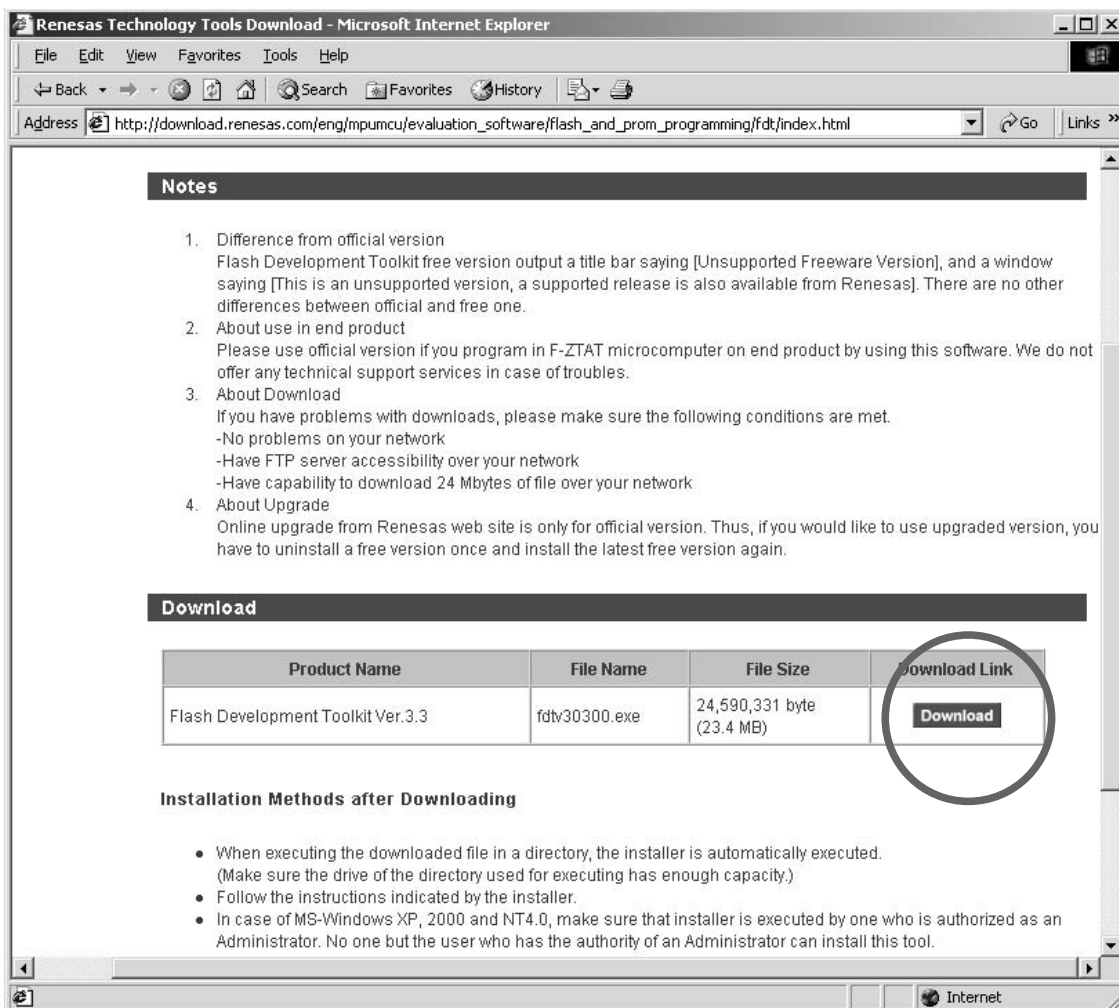 Renesas Technology Tools Download - Microsoft Internet Explorer
File Edit View Favorites Tools Help
Back Search Favorites History
Address http://download.renesas.com/eng/mpumcu/evaluation_software/flash_and_prom_programming/fdt/index.html Go Links »
Notes
1. Difference from official version
Flash Development Toolkit free version output a title bar saying [Unsupported Freeware Version], and a window
saying [This is an unsupported version, a supported release is also available from Renesas]. There are no other
differences between official and free one.
2. About use in end product
Please use official version if you program in F-ZTAT microcomputer on end product by using this software. We do not
offer any technical support services in case of troubles.
3. About Download
If you have problems with downloads, please make sure the following conditions are met.
-No problems on your network
-Have FTP server accessibility over your network
-Have capability to download 24 Mbytes of file over your network
4. About Upgrade
Online upgrade from Renesas web site is only for official version. Thus, if you would like to use upgraded version, you
have to uninstall a free version once and install the latest free version again.
Download
Product Name File Name File Size Download Link
Flash Development Toolkit Ver.3.3 fdtv30300.exe 24,590,331 byte Download
(23.4 MB)
Installation Methods after Downloading
• When executing the downloaded file in a directory, the installer is automatically executed.
(Make sure the drive of the directory used for executing has enough capacity.)
• Follow the instructions indicated by the installer.
• In case of MS-Windows XP, 2000 and NT4.0, make sure that installer is executed by one who is authorized as an
Administrator. No one but the user who has the authority of an Administrator can install this tool.
Internet